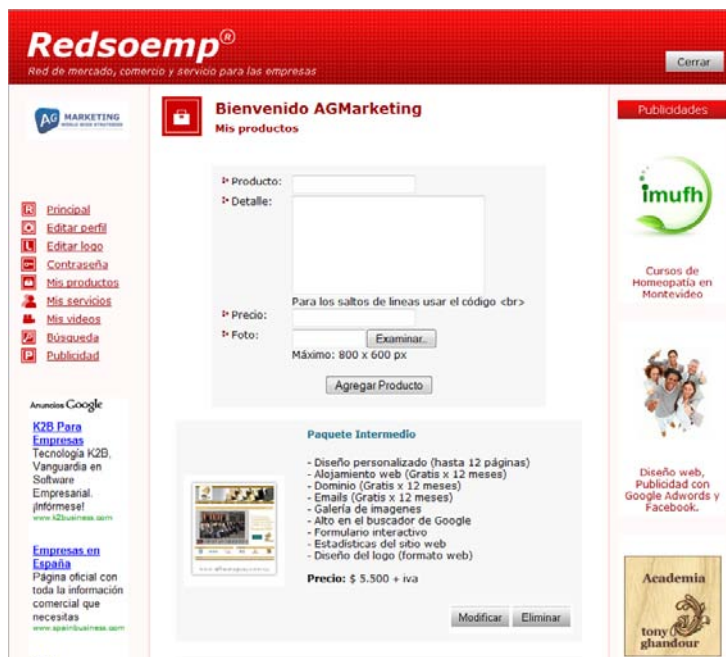 Redsoemp®
Red de mercado, comercio y servicio para las empresas
Cerrar
AG MARKETING
WORLD WIDE STRATEGIES
Bienvenido AGMarketing
Mis productos
Principal
Editar perfil
Editar logo
Contraseña
Mis productos
Mis servicios
Mis videos
Búsqueda
Publicidad
Anuncios Google
K2B Para
Empresas
Tecnología K2B,
Vanguardia en
Software
Empresarial.
¡Infórmese!
www.k2business.com
Empresas en
España
Página oficial con
toda la información
comercial que
necesitas
www.spainbusiness.com
Producto:
Detalle:
Para los saltos de lineas usar el código <br>
Precio:
Foto:
Examinar..
Máximo: 800 x 600 px
Agregar Producto
Paquete Intermedio
- Diseño personalizado (hasta 12 páginas)
- Alojamiento web (Gratis x 12 meses)
- Dominio (Gratis x 12 meses)
- Emails (Gratis x 12 meses)
- Galería de imagenes
- Alto en el buscador de Google
- Formulario interactivo
- Estadísticas del sitio web
- Diseño del logo (formato web)
Precio: $ 5.500 + iva
Modificar Eliminar
Publicidades
imufh
Cursos de
Homeopatía en
Montevideo
Diseño web,
Publicidad con
Google Adwords y
Facebook.
Academia
tony
ghandour